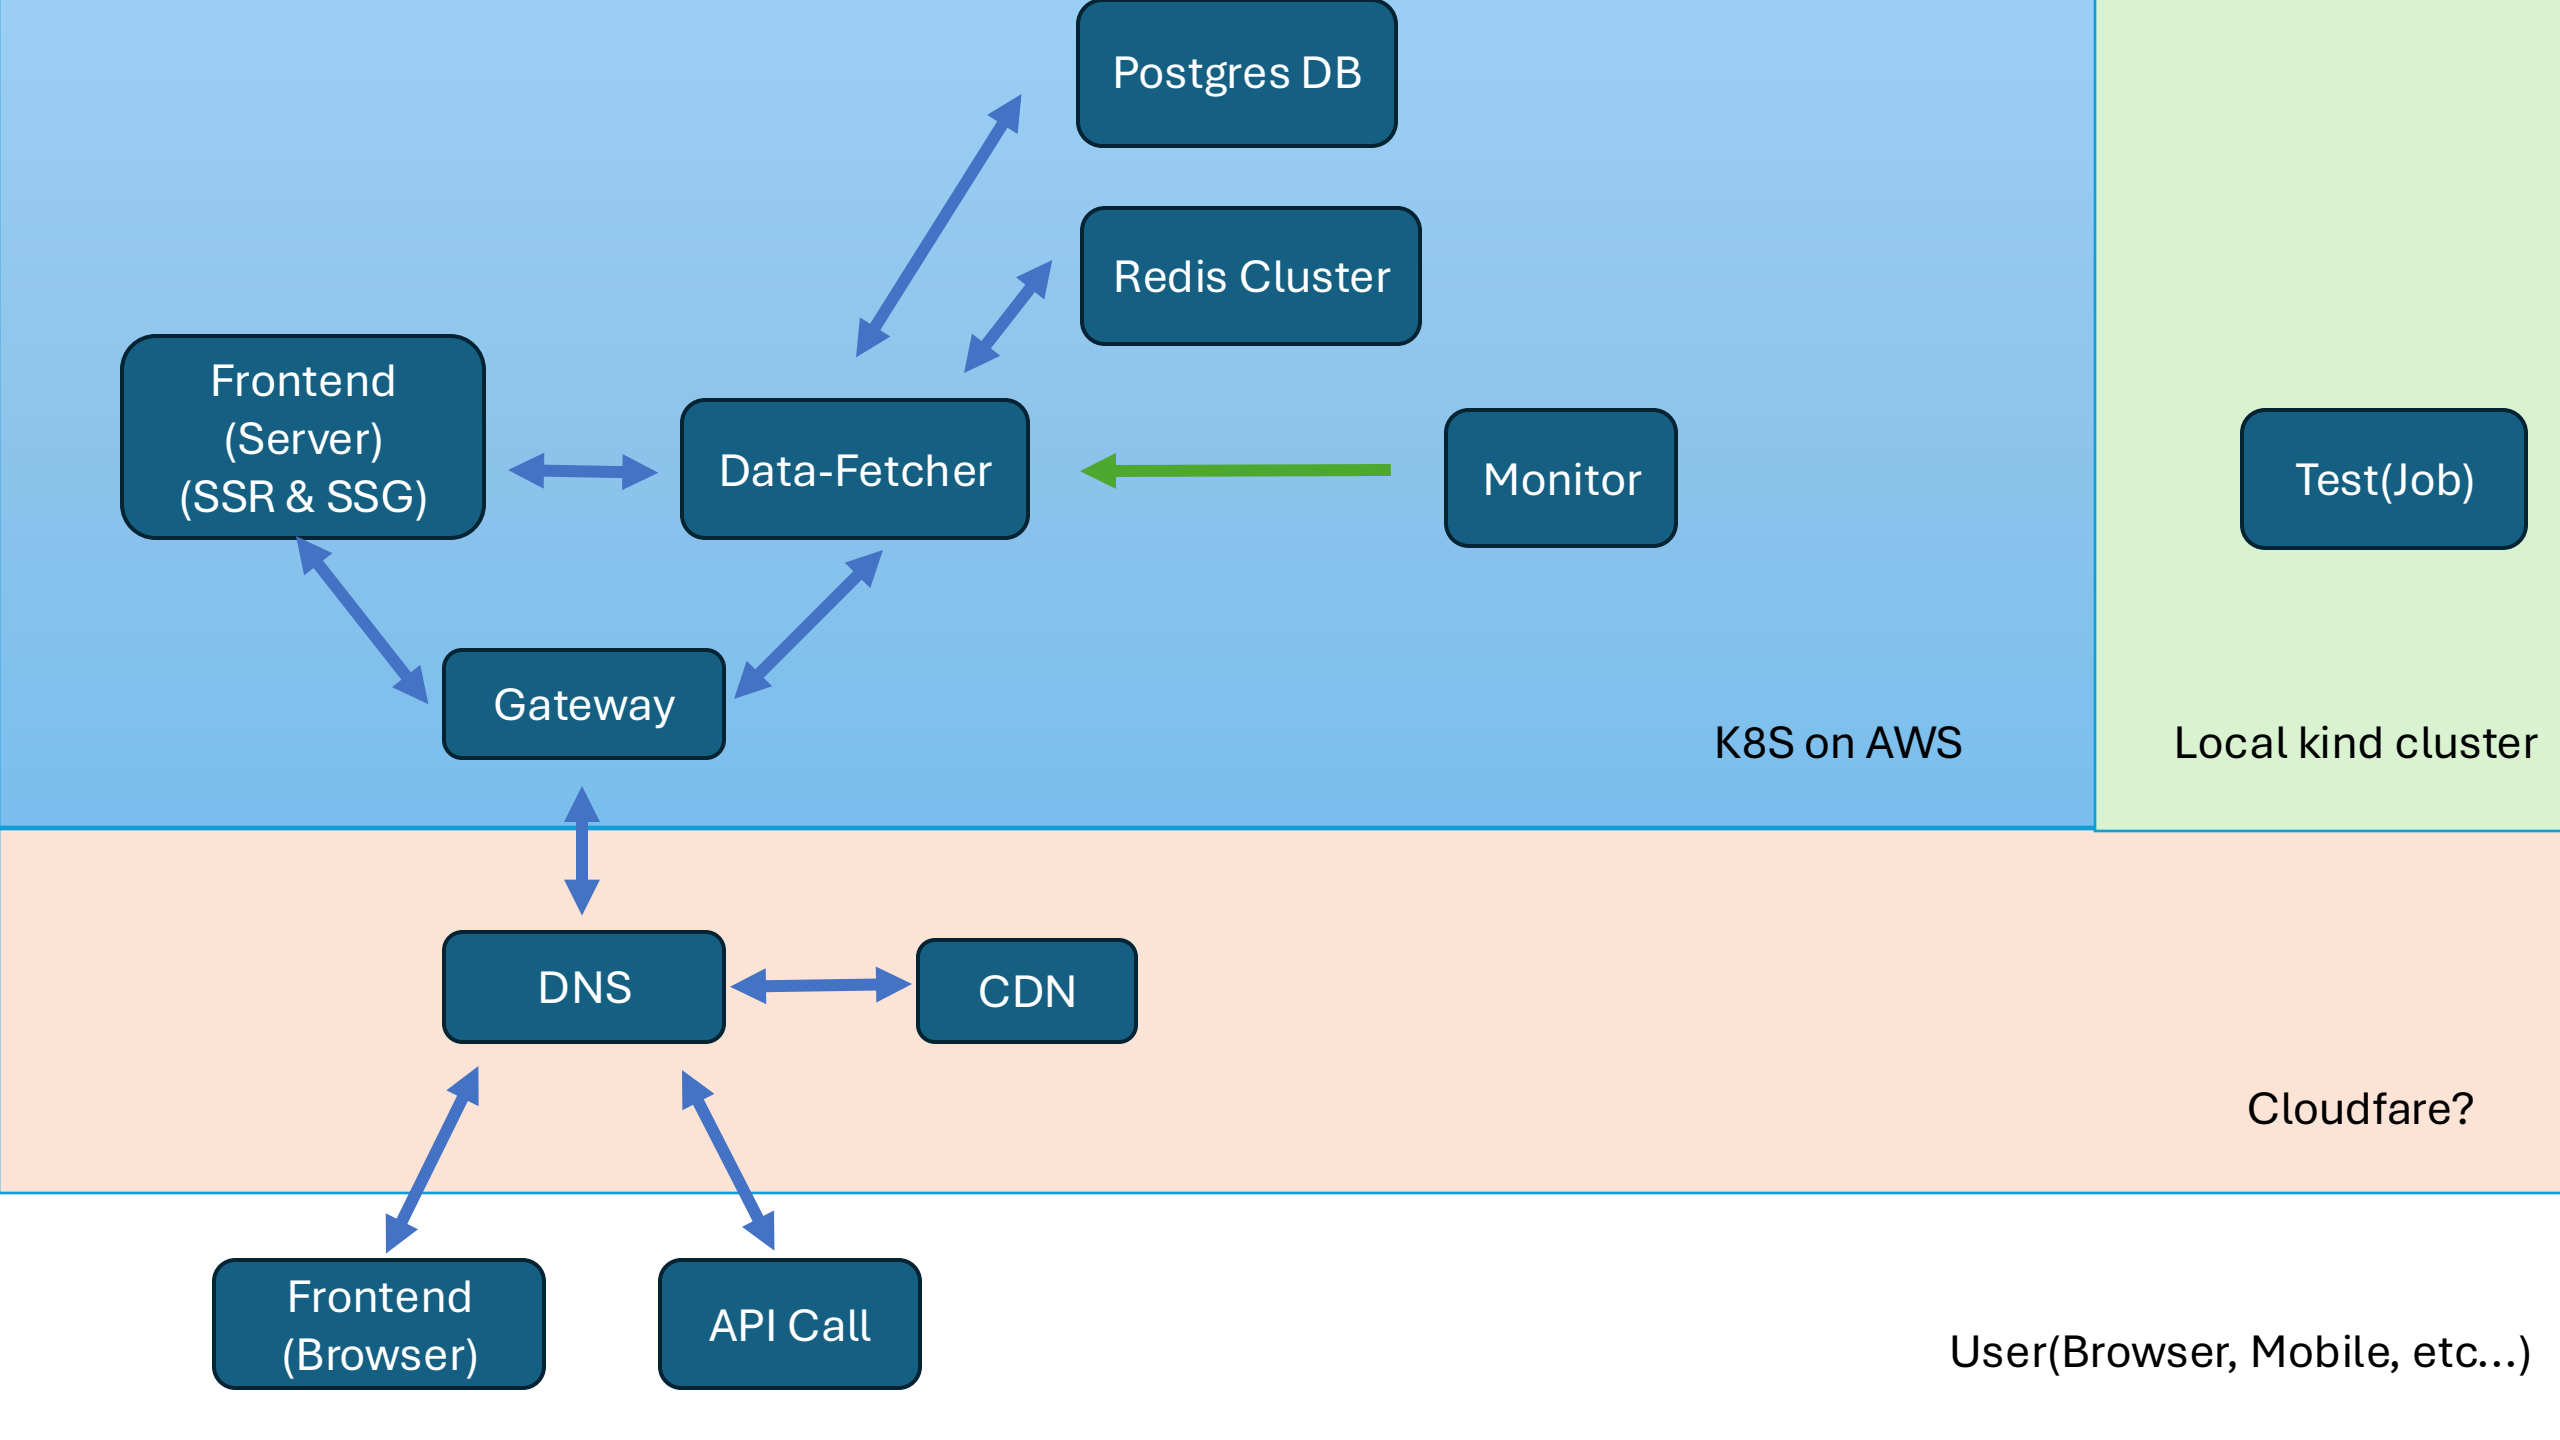 Postgres DB
Redis Cluster
Frontend
(Server)
(SSR & SSG)
Data-Fetcher
Monitor
Test(Job)
Gateway
K8S on AWS
Local kind cluster
DNS
CDN
Cloudfare?
Frontend
(Browser)
API Call
User(Browser, Mobile, etc...)